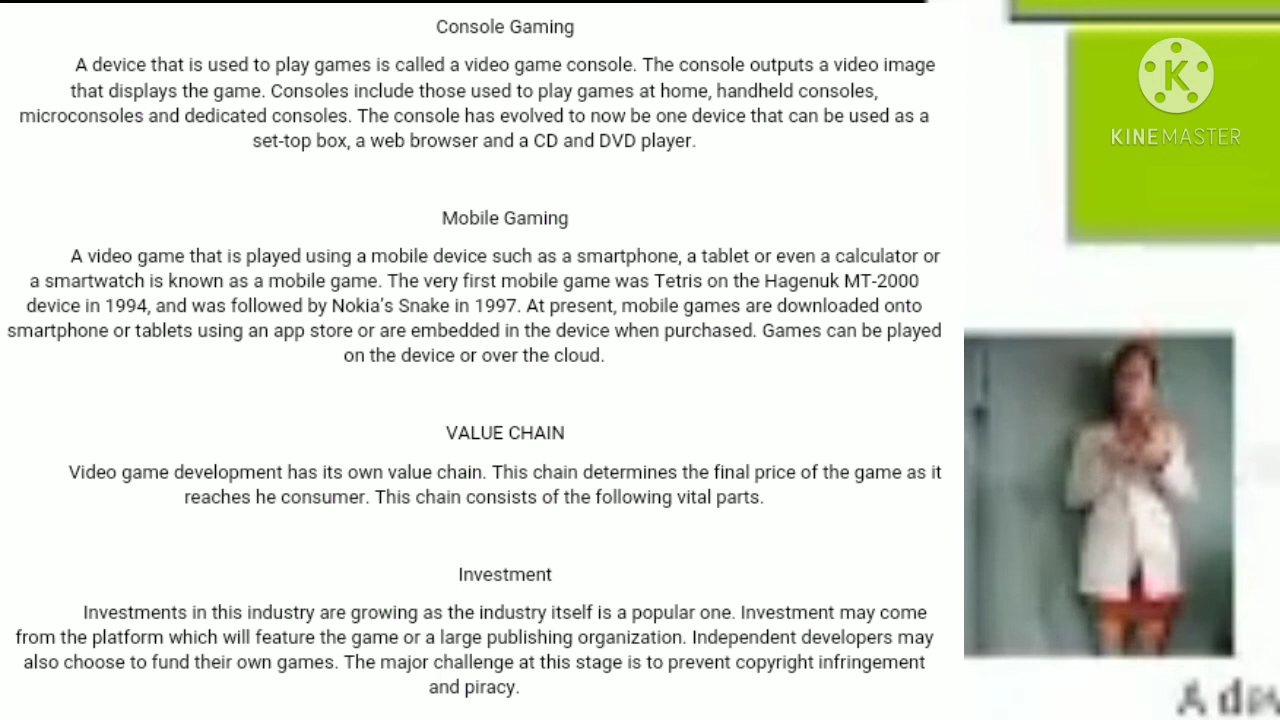 Console Gaming
A device that is used to play games is called a video game console. The console outputs a video image
that displays the game. Consoles include those used to play games at home, handheld consoles,
microconsoles and dedicated consoles. The console has evolved to now be one device that can be used as a
set-top box, a web browser and a CD and DVD player.
Mobile Gaming
A video game that is played using a mobile device such as a smartphone, a tablet or even a calculator or
a smartwatch is known as a mobile game. The very first mobile game was Tetris on the Hagenuk MT-2000
device in 1994, and was followed by Nokia's Snake in 1997. At present, mobile games are downloaded onto
smartphone or tablets using an app store or are embedded in the device when purchased. Games can be played
on the device or over the cloud.
VALUE CHAIN
Video game development has its own value chain. This chain determines the final price of the game as it
reaches he consumer. This chain consists of the following vital parts.
Investment
Investments in this industry are growing as the industry itself is a popular one. Investment may come
from the platform which will feature the game or a large publishing organization. Independent developers may
also choose to fund their own games. The major challenge at this stage is to prevent copyright infringement
and piracy.
K
KINEMASTER
A